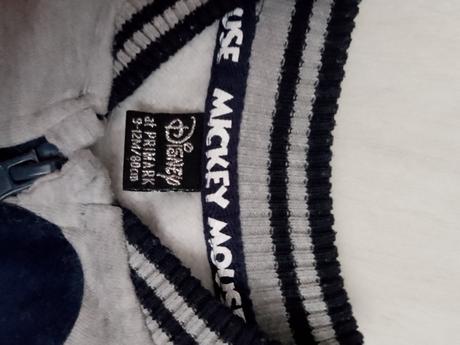 USE MICKEY MOUSE
Disney
at PRIMARK
9-12M/80cm